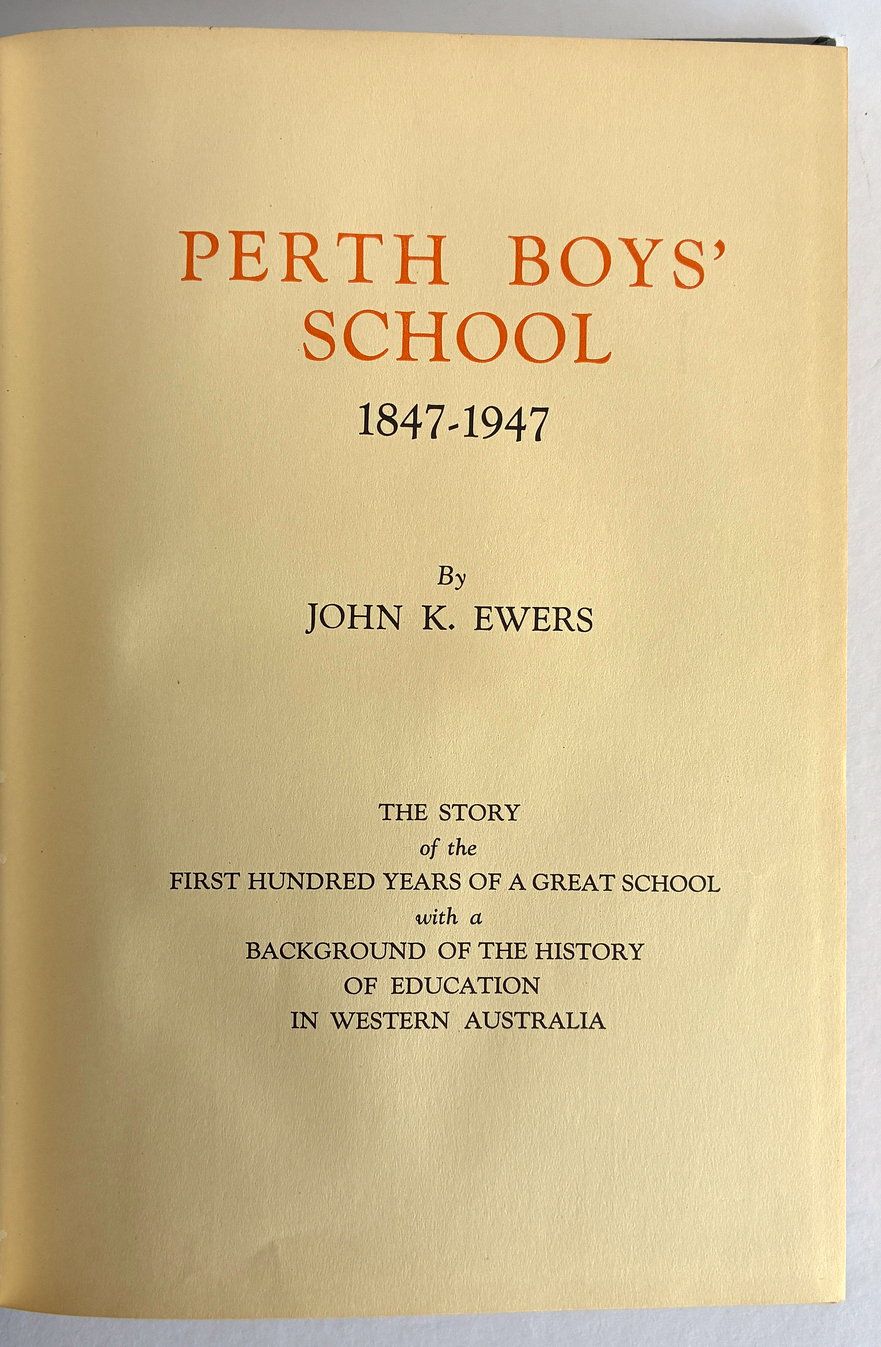 PERTH BOYS’
SCHOOL
1847-1947
By
JOHN K. EWERS
THE STORY
of the
FIRST HUNDRED YEARS OF A GREAT SCHOOL
with a
BACKGROUND OF THE HISTORY
OF EDUCATION
IN WESTERN AUSTRALIA